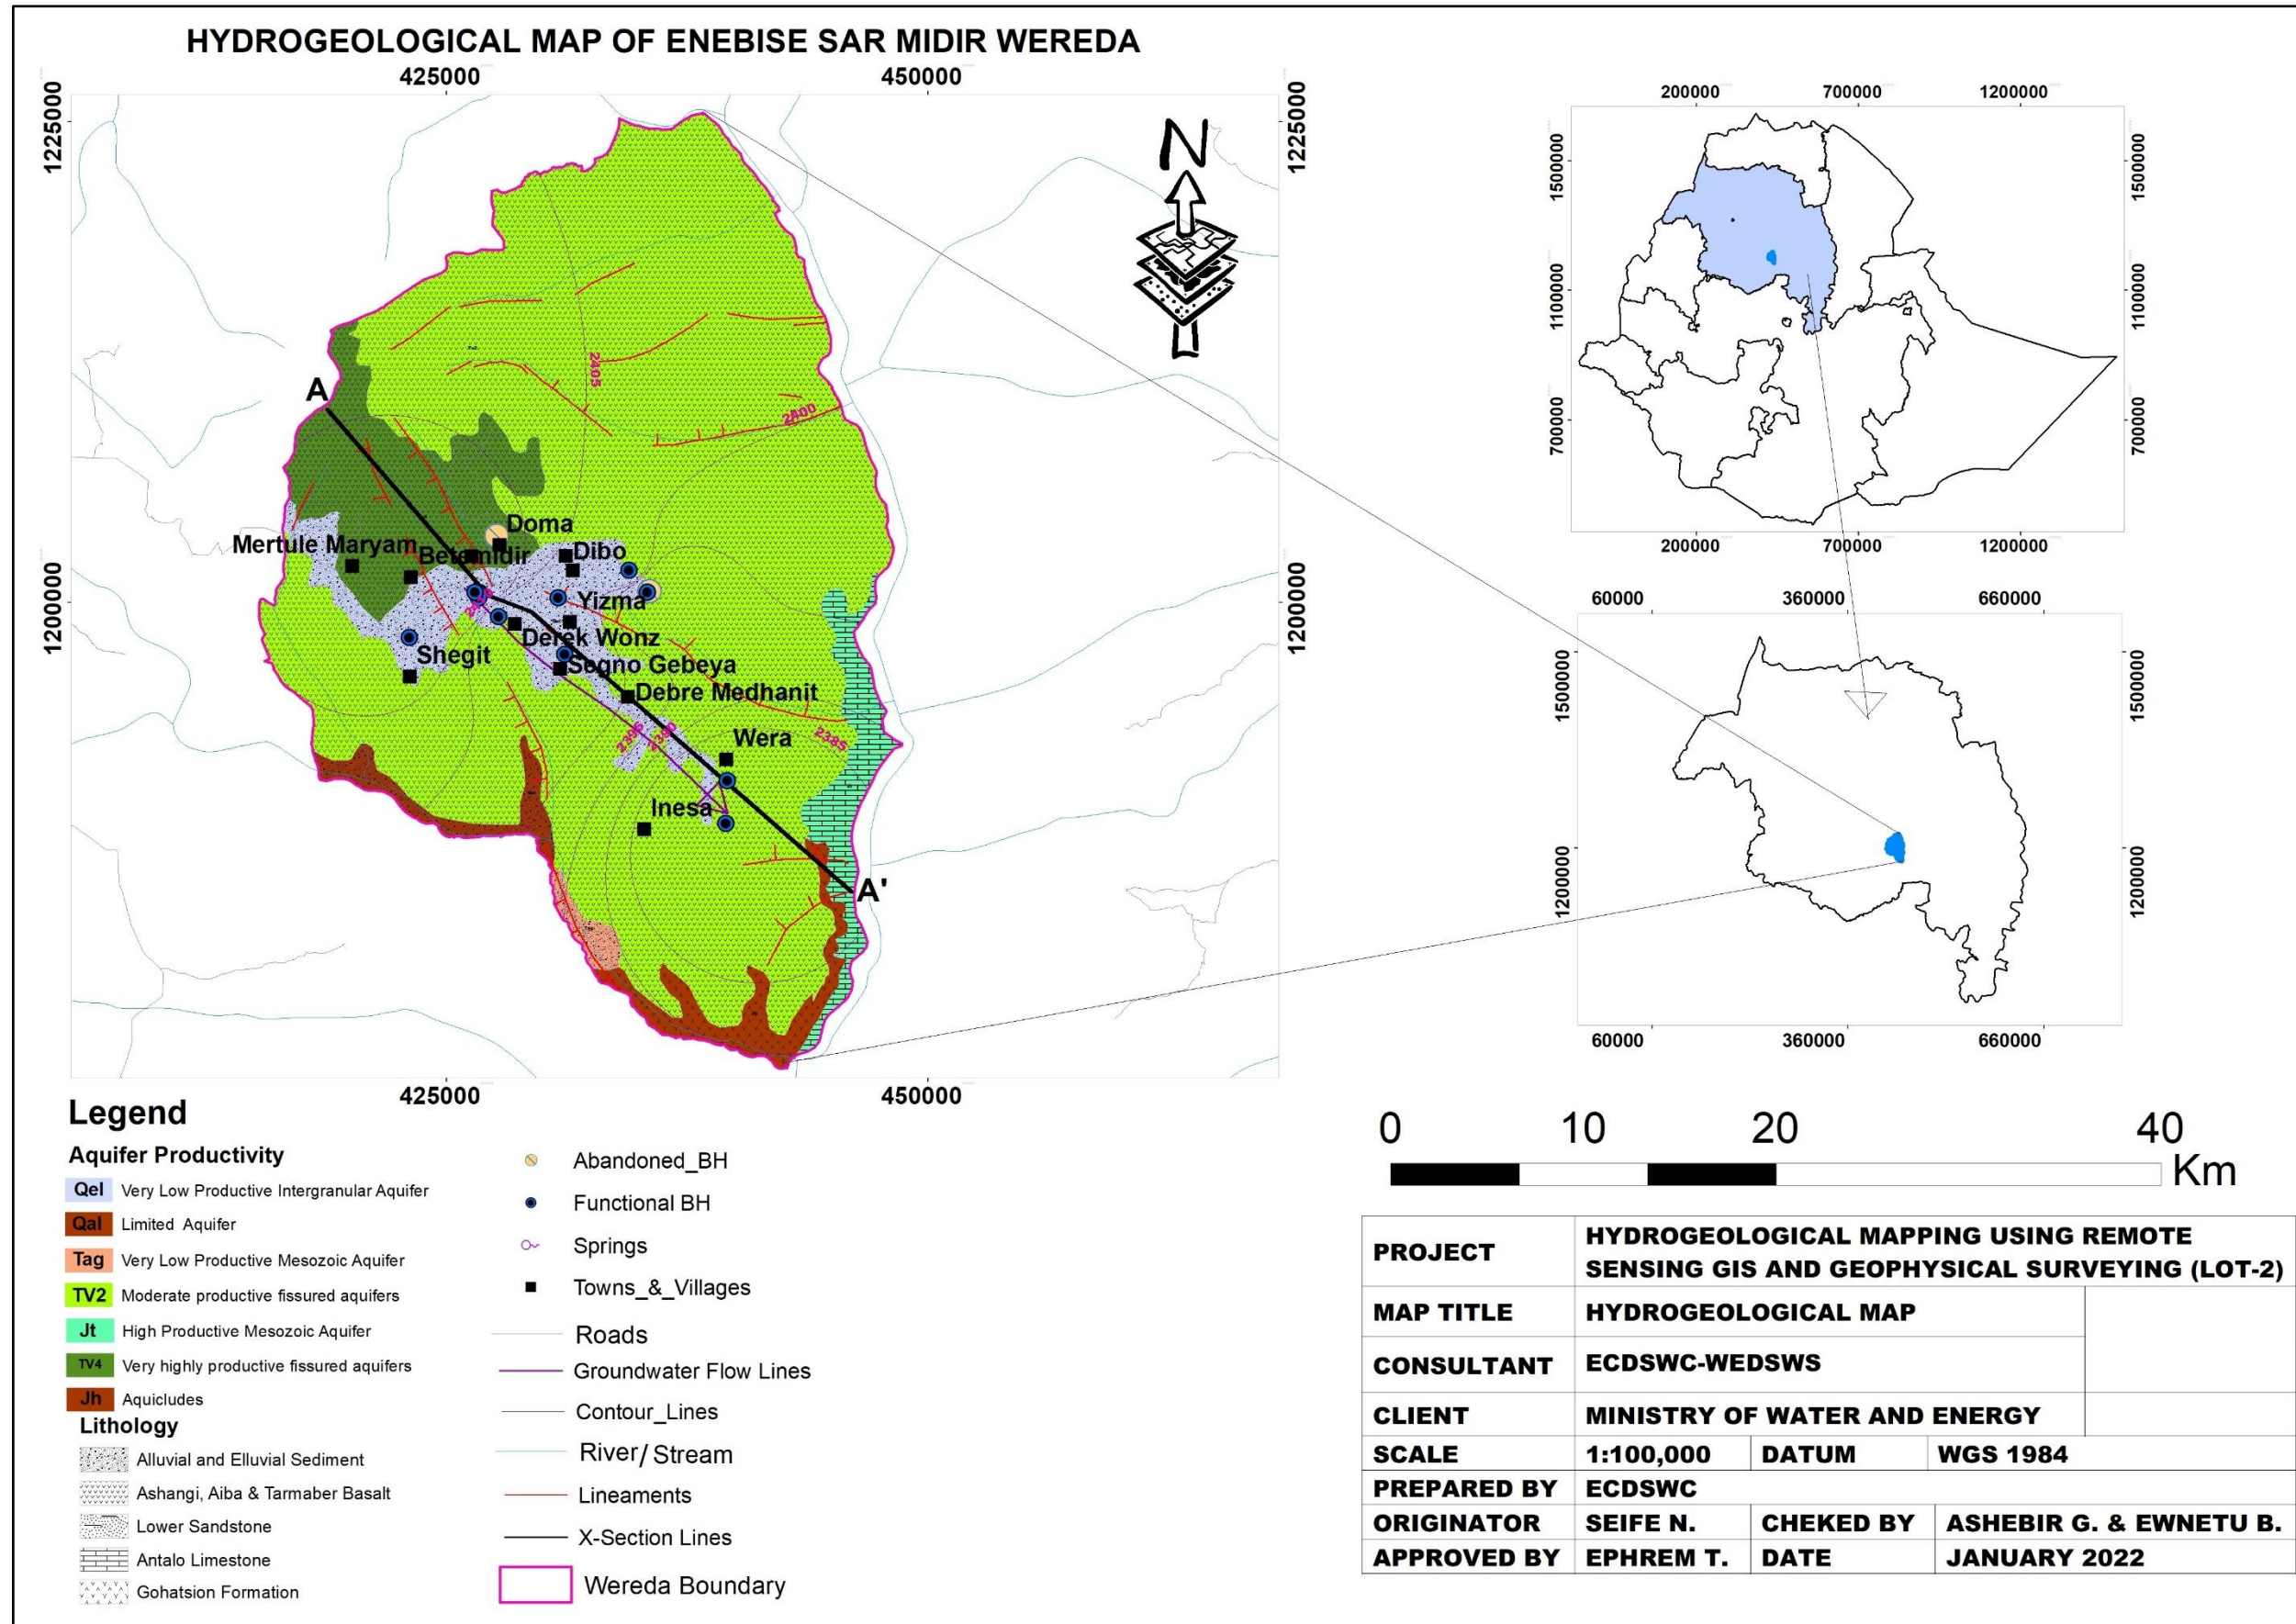 HYDROGEOLOGICAL MAP OF ENEBISE SAR MIDIR WEREDA
425000
450000
1225000
1225000
1200000
1200000
425000
450000
N
A
2405
2400
Doma
Mertule Maryam
Betemidir
Dibo
Yizma
Derek Wonz
Shegit
Segno Gebeya
Debre Medhanit
2395
2390
2385
Wera
Inesa
A'
200000
700000
1200000
1500000
1500000
1100000
1100000
700000
700000
200000
700000
1200000
60000
360000
660000
1500000
1500000
1200000
1200000
60000
360000
660000
Legend
Aquifer Productivity
Qel Very Low Productive Intergranular Aquifer
Qal Limited Aquifer
Tag Very Low Productive Mesozoic Aquifer
TV2 Moderate productive fissured aquifers
Jt High Productive Mesozoic Aquifer
TV4 Very highly productive fissured aquifers
Jh Aquicludes
Lithology
Alluvial and Elluvial Sediment
Ashangi, Aiba & Tarmaber Basalt
Lower Sandstone
Antalo Limestone
Gohatsion Formation
Abandoned_BH
Functional BH
Springs
Towns_&_Villages
Roads
Groundwater Flow Lines
Contour_Lines
River/ Stream
Lineaments
X-Section Lines
Wereda Boundary
0 10 20 40
Km
PROJECT HYDROGEOLOGICAL MAPPING USING REMOTE
SENSING GIS AND GEOPHYSICAL SURVEYING (LOT-2)
MAP TITLE HYDROGEOLOGICAL MAP
CONSULTANT ECDSWC-WEDSWS
CLIENT MINISTRY OF WATER AND ENERGY
SCALE 1:100,000 DATUM WGS 1984
PREPARED BY ECDSWC
ORIGINATOR SEIFE N. CHEKED BY ASHEBIR G. & EWNETU B.
APPROVED BY EPHREM T. DATE JANUARY 2022